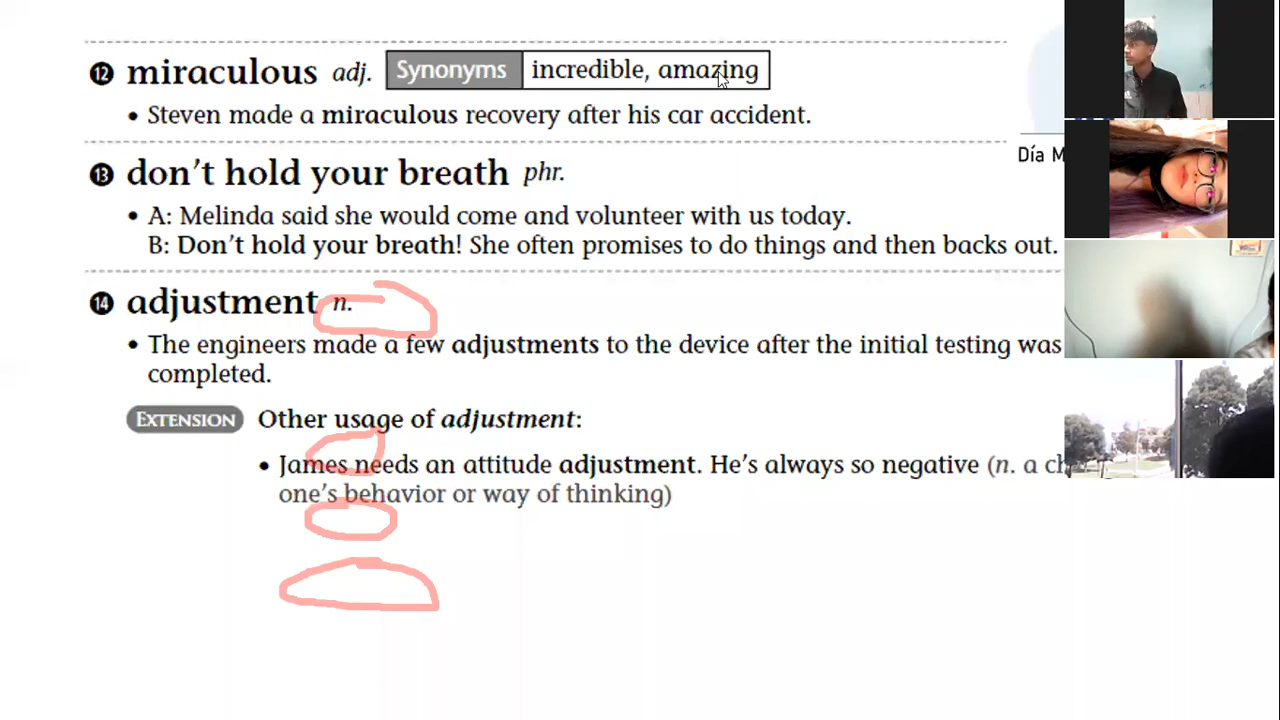 ⓬ miraculous adj. Synonyms incredible, amazing
• Steven made a miraculous recovery after his car accident.
Día M
⓭ don't hold your breath phr.
• A: Melinda said she would come and volunteer with us today.
B: Don't hold your breath! She often promises to do things and then backs out.
⓮ adjustment n.
• The engineers made a few adjustments to the device after the initial testing was
completed.
EXTENSION Other usage of adjustment:
• James needs an attitude adjustment. He's always so negative (n. a
one's behavior or way of thinking)